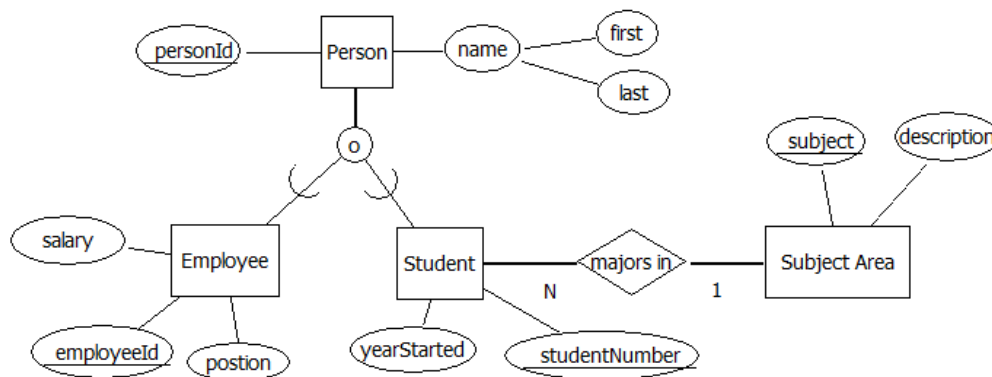 first
personId
Person
name
last
o
subject
description
salary
Employee
Student
majors in
Subject Area
N
1
employeeId
postion
yearStarted
studentNumber